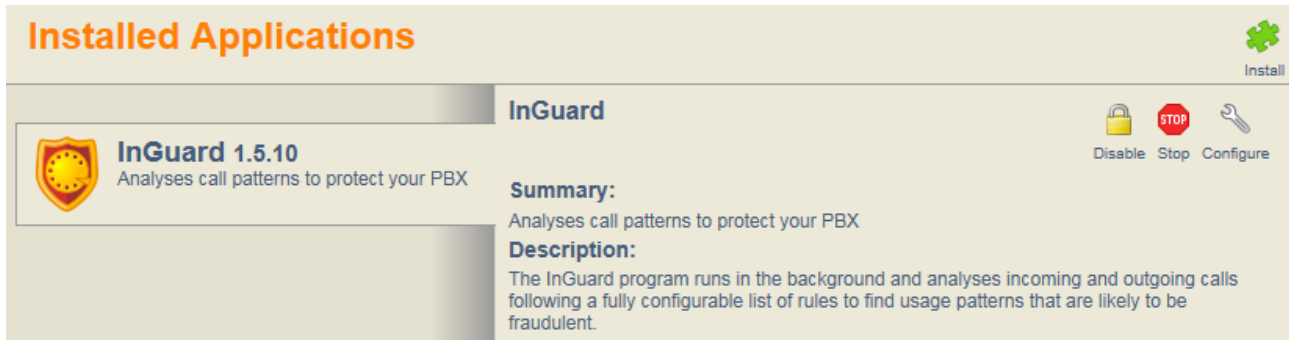 Installed Applications
Install
InGuard 1.5.10
Analyses call patterns to protect your PBX
InGuard
STOP
Disable Stop Configure
Summary:
Analyses call patterns to protect your PBX
Description:
The InGuard program runs in the background and analyses incoming and outgoing calls
following a fully configurable list of rules to find usage patterns that are likely to be
fraudulent.